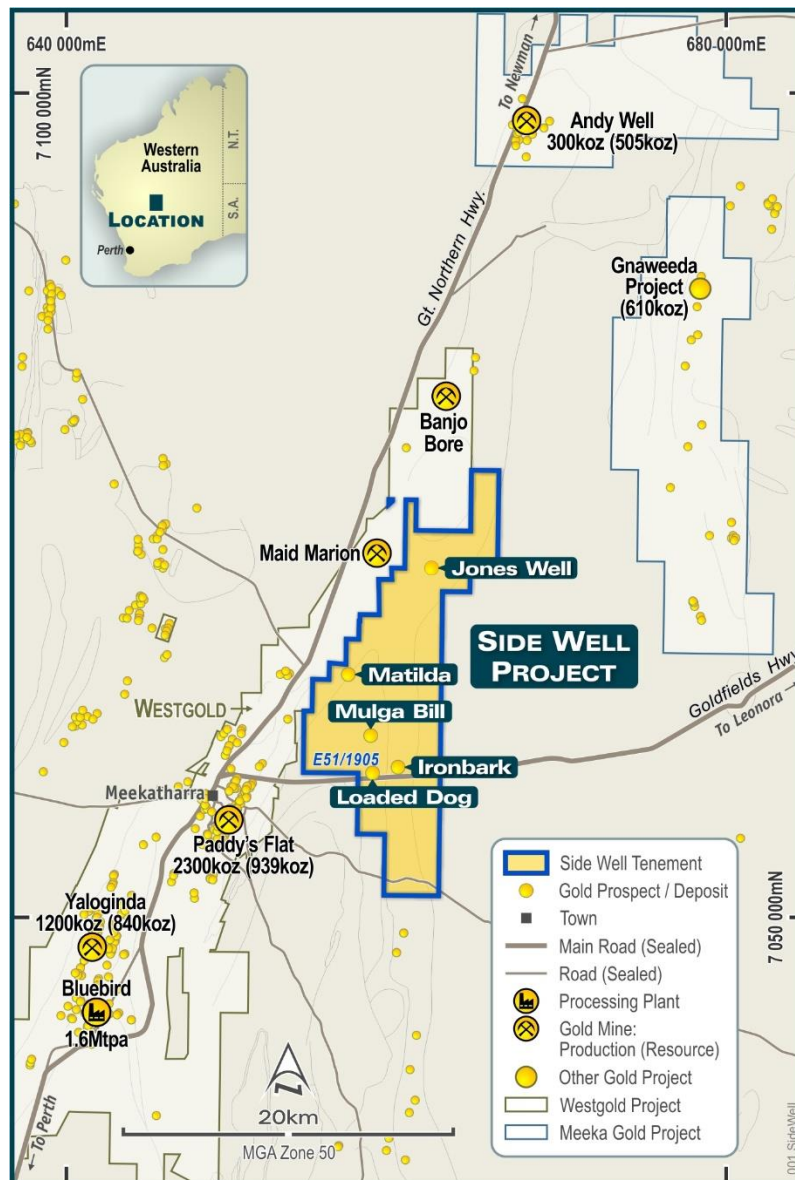 640 000mE
680 000mE
To Newman
7 100 000mN
Western
Australia
N.T.
S.A.
LOCATION
Perth
Andy Well
300koz (505koz)
Gt. Northern Hwy.
Gnaweeda
Project
(610koz)
Banjo
Bore
Maid Marion
Jones Well
SIDE WELL
PROJECT
Matilda
WESTGOLD
Mulga Bill
Goldfields Hwy
To Leonora
E51/1905
Ironbark
Loaded Dog
Meekatharra
Paddy's Flat
2300koz (939koz)
Yaloginda
1200koz (840koz)
Bluebird
1.6Mtpa
7 050 000mN
To Perth
20km
MGA Zone 50
Side Well Tenement
Gold Prospect / Deposit
Town
Main Road (Sealed)
Road (Sealed)
Processing Plant
Gold Mine:
Production (Resource)
Other Gold Project
Westgold Project
Meeka Gold Project
001 SideWell